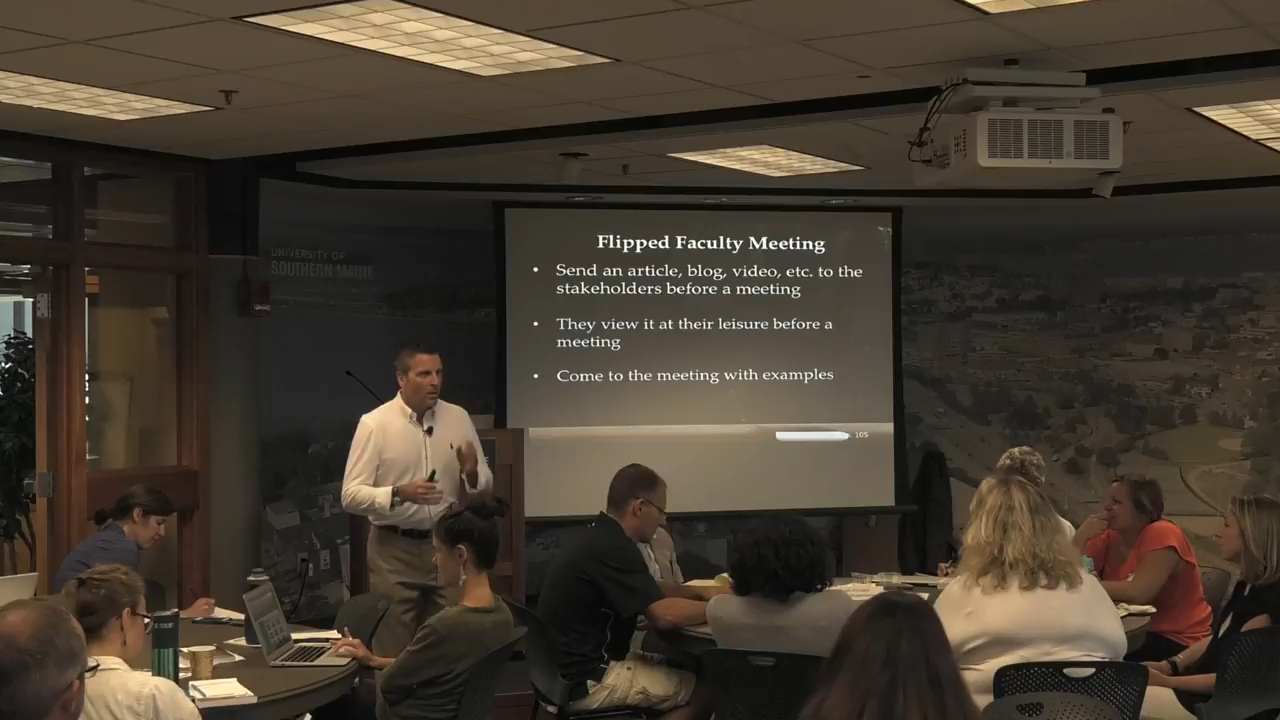 UNIVERSITY OF
SOUTHERN MAINE
Flipped Faculty Meeting
• Send an article, blog, video, etc. to the
stakeholders before a meeting
• They view it at their leisure before a
meeting
• Come to the meeting with examples
105